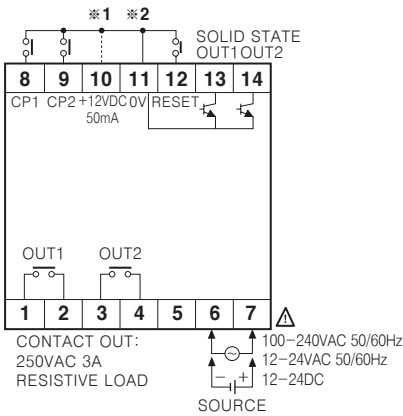 ※1 ※2
SOLID STATE
OUT1 OUT2
8 9 10 11 12 13 14
CP1 CP2 +12VDC 0V RESET
50mA
OUT1 OUT2
1 2 3 4 5 6 7
CONTACT OUT:
250VAC 3A
RESISTIVE LOAD
100-240VAC 50/60Hz
12-24VAC 50/60Hz
- + 12-24DC
SOURCE